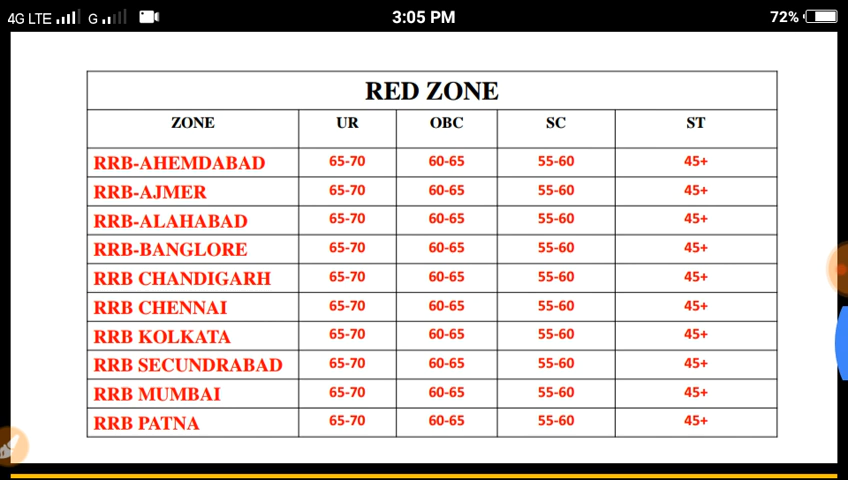 4G LTE G 3:05 PM 72%
RED ZONE
ZONE UR OBC SC ST
RRB-AHEMDABAD 65-70 60-65 55-60 45+
RRB-AJMER 65-70 60-65 55-60 45+
RRB-ALAHABAD 65-70 60-65 55-60 45+
RRB-BANGLORE 65-70 60-65 55-60 45+
RRB CHANDIGARH 65-70 60-65 55-60 45+
RRB CHENNAI 65-70 60-65 55-60 45+
RRB KOLKATA 65-70 60-65 55-60 45+
RRB SECUNDRABAD 65-70 60-65 55-60 45+
RRB MUMBAI 65-70 60-65 55-60 45+
RRB PATNA 65-70 60-65 55-60 45+